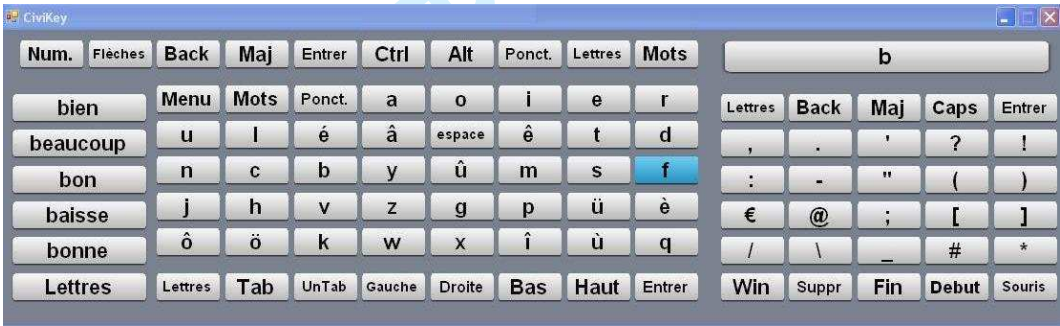 CiviKey
Num. Flèches Back Maj Entrer Ctrl Alt Ponct. Lettres Mots
b
bien
beaucoup
bon
baisse
bonne
Lettres
Menu Mots Ponct. a o i e r
u l é â espace ê t d
n c b y û m s f
j h v z g p ü è
ô ö k w x î ù q
Lettres Tab UnTab Gauche Droite Bas Haut Entrer
Lettres Back Maj Caps Entrer
, . ' ? !
: - " ( )
€ @ ; [ ]
/ \ _ # *
Win Suppr Fin Debut Souris